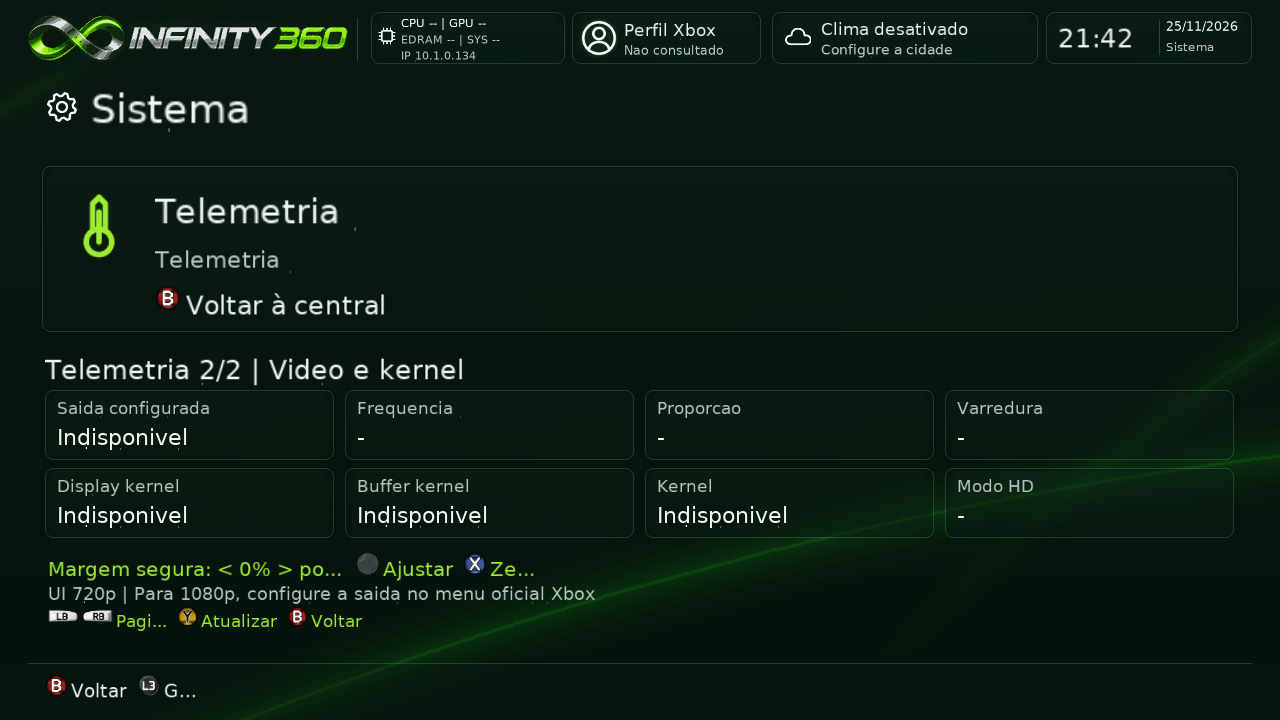 INFINITY 360
CPU -- | GPU --
EDRAM -- | SYS --
IP 10.1.0.134
Perfil Xbox
Nao consultado
Clima desativado
Configure a cidade
21:42
25/11/2026
Sistema
Sistema
Telemetria
Telemetria
B Voltar à central
Telemetria 2/2 | Video e kernel
Saida configurada
Indisponivel
Frequencia
-
Proporcao
-
Varredura
-
Display kernel
Indisponivel
Buffer kernel
Indisponivel
Kernel
Indisponivel
Modo HD
-
Margem segura: < 0% > po... Ajustar X Ze...
UI 720p | Para 1080p, configure a saida no menu oficial Xbox
LB RB Pagi... Y Atualizar B Voltar
B Voltar L3 G...